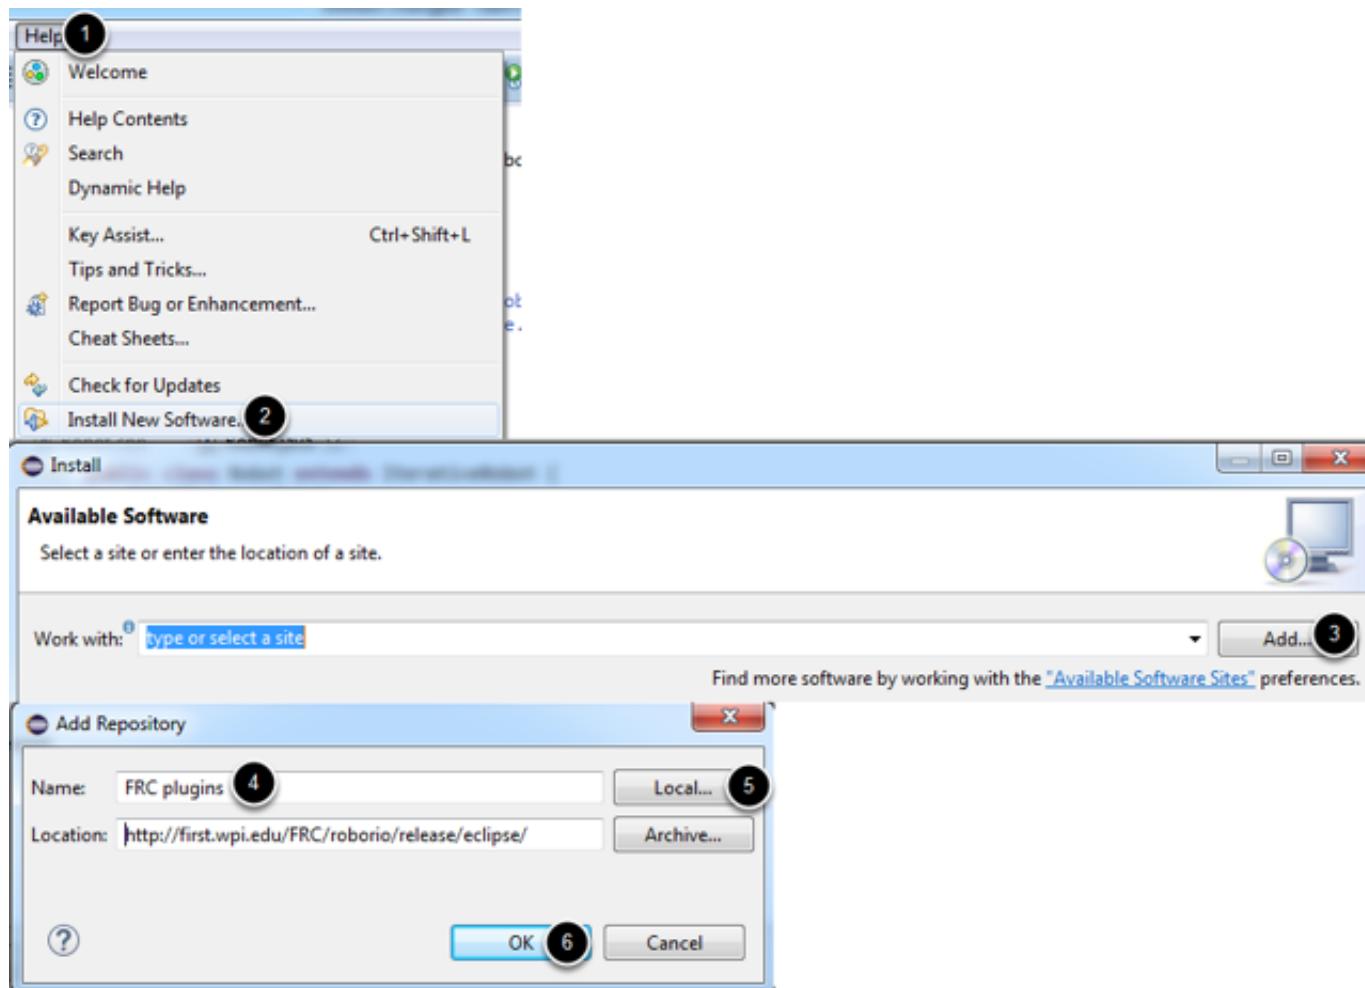 Help 1
Welcome
Help Contents
Search
Dynamic Help
Key Assist... Ctrl+Shift+L
Tips and Tricks...
Report Bug or Enhancement...
Cheat Sheets...
Check for Updates
Install New Software. 2
Install
Available Software
Select a site or enter the location of a site.
Work with: type or select a site Add... 3
Find more software by working with the "Available Software Sites" preferences.
Add Repository
Name: FRC plugins 4 Local... 5
Location: http://first.wpi.edu/FRC/roborio/release/eclipse/ Archive...
OK 6 Cancel